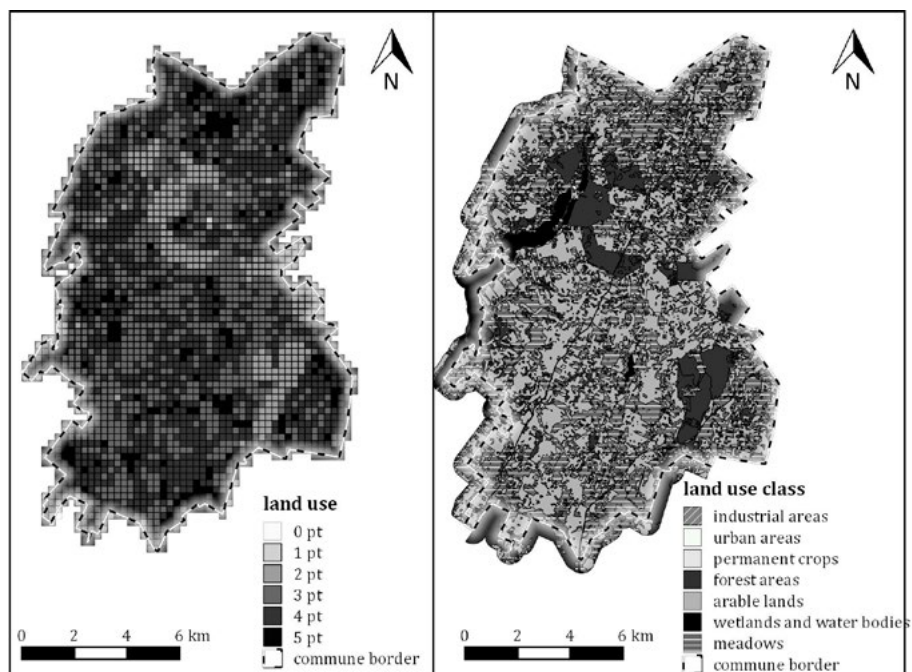 N
land use
0 pt
1 pt
2 pt
3 pt
4 pt
5 pt
commune border
0 2 4 6 km
N
land use class
industrial areas
urban areas
permanent crops
forest areas
arable lands
wetlands and water bodies
meadows
commune border
0 2 4 6 km